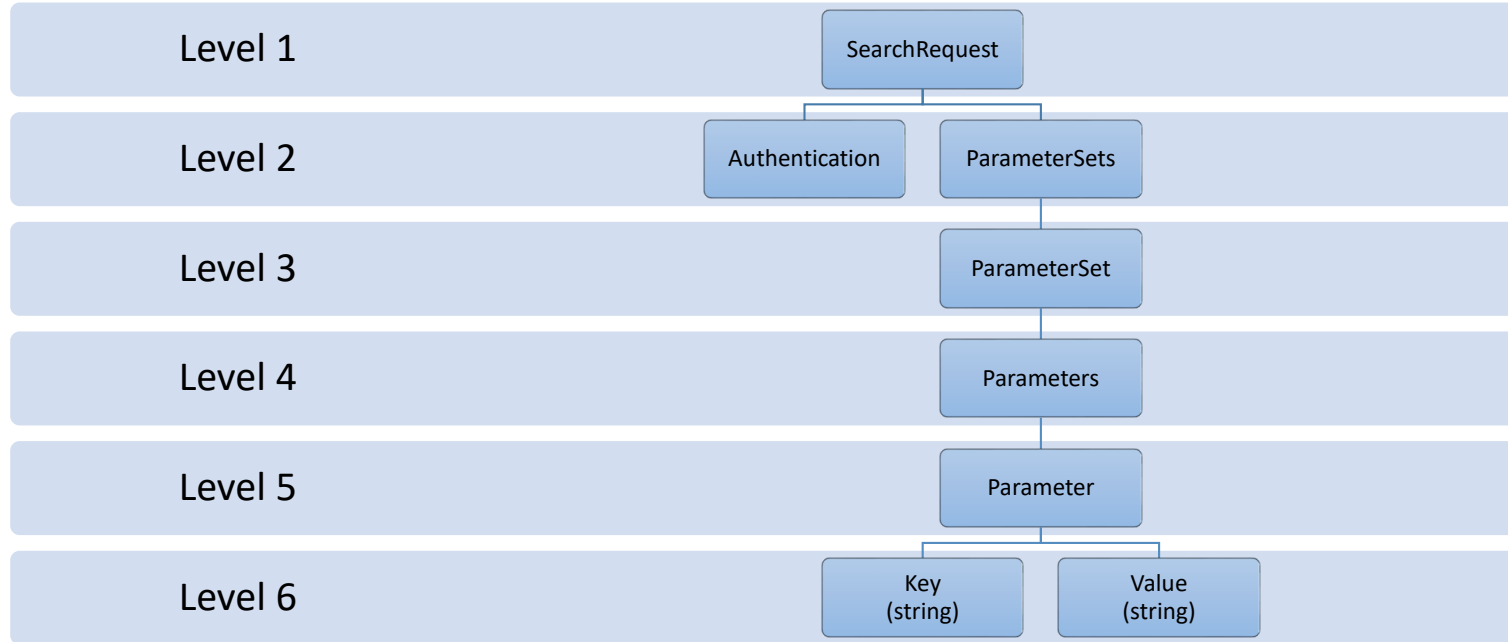 Level 1
SearchRequest
Level 2
Authentication
ParameterSets
Level 3
ParameterSet
Level 4
Parameters
Level 5
Parameter
Level 6
Key
(string)
Value
(string)